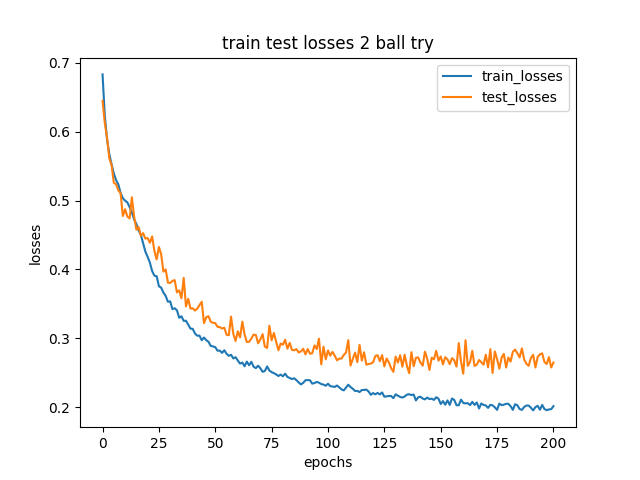 train test losses 2 ball try
train_losses
test_losses
losses
0.7
0.6
0.5
0.4
0.3
0.2
0 25 50 75 100 125 150 175 200
epochs